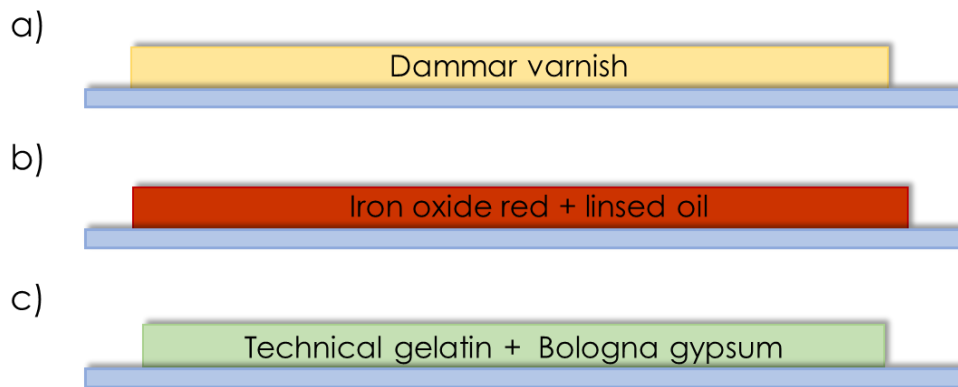 a)
Dammar varnish
b)
Iron oxide red + linsed oil
c)
Technical gelatin + Bologna gypsum